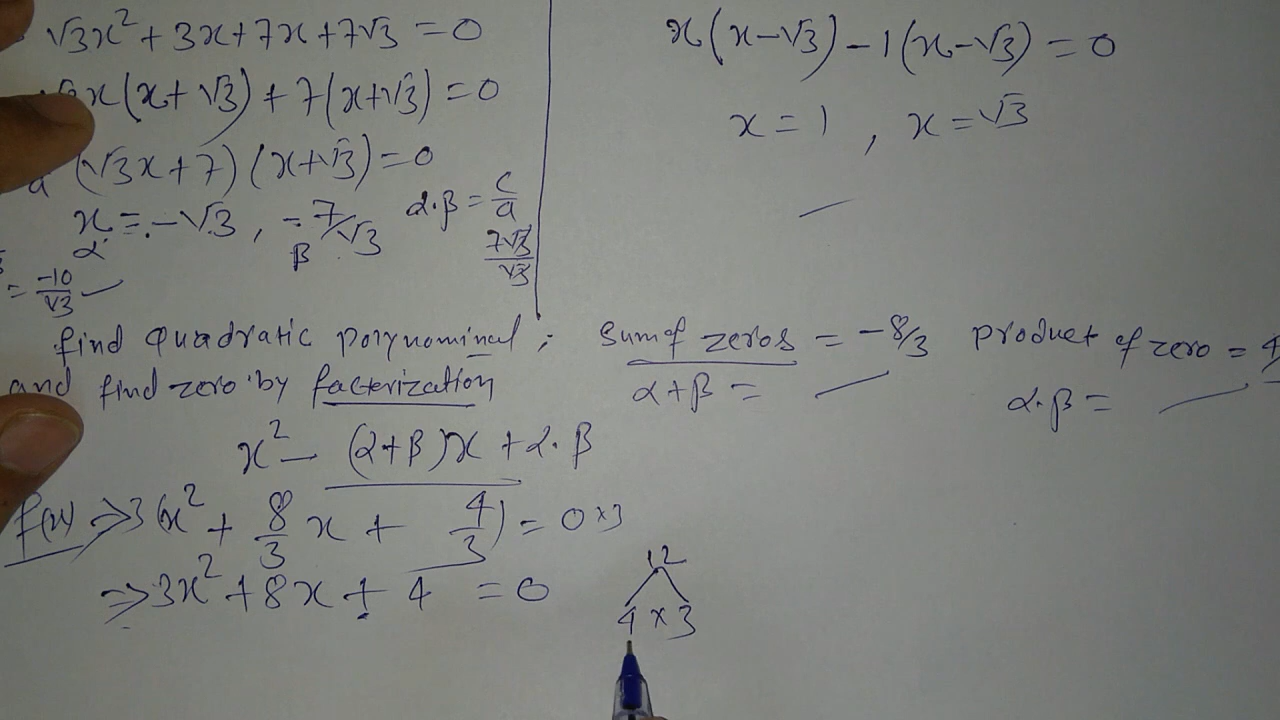 √3x² + 3x + 7x + 7√3 = 0
x(x + √3) + 7(x + √3) = 0
(√3x + 7) (x + √3) = 0
x = -√3, -7/√3
α β
α.β = c/a
7√3/√3
= -10/√3
x(x - √3) - 1(x - √3) = 0
x = 1 , x = √3
find quadratic polynominal ; sum of zeros = -8/3 product of zero = 4
and find zero by facterization
α + β = α.β =
x² - (α + β)x + α.β
f(x) ⇒ 3(x² + 8/3 x + 4/3) = 0 × 3
⇒ 3x² + 8x + 4 = 0
12
4 × 3